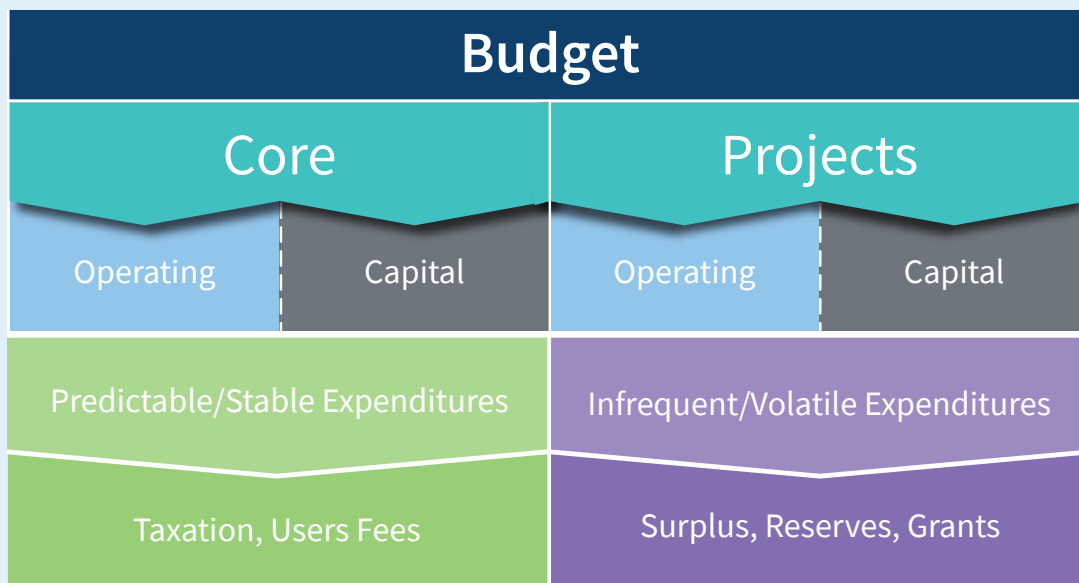 Budget
Core
Projects
Operating
Capital
Operating
Capital
Predictable/Stable Expenditures
Infrequent/Volatile Expenditures
Taxation, Users Fees
Surplus, Reserves, Grants